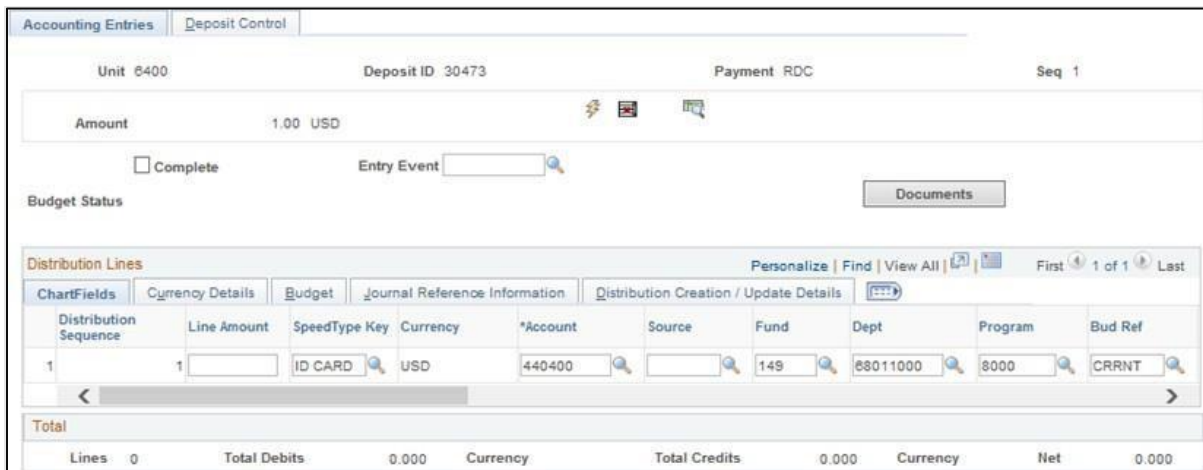 Accounting Entries Deposit Control
Unit 6400 Deposit ID 30473 Payment RDC Seq 1
Amount 1.00 USD
Complete Entry Event
Documents
Budget Status
Distribution Lines Personalize | Find | View All | | First 1 of 1 Last
ChartFields Currency Details Budget Journal Reference Information Distribution Creation / Update Details
Distribution Sequence Line Amount SpeedType Key Currency *Account Source Fund Dept Program Bud Ref
1 1 ID CARD USD 440400 149 68011000 8000 CRRNT
Total
Lines 0 Total Debits 0.000 Currency Total Credits 0.000 Currency Net 0.000